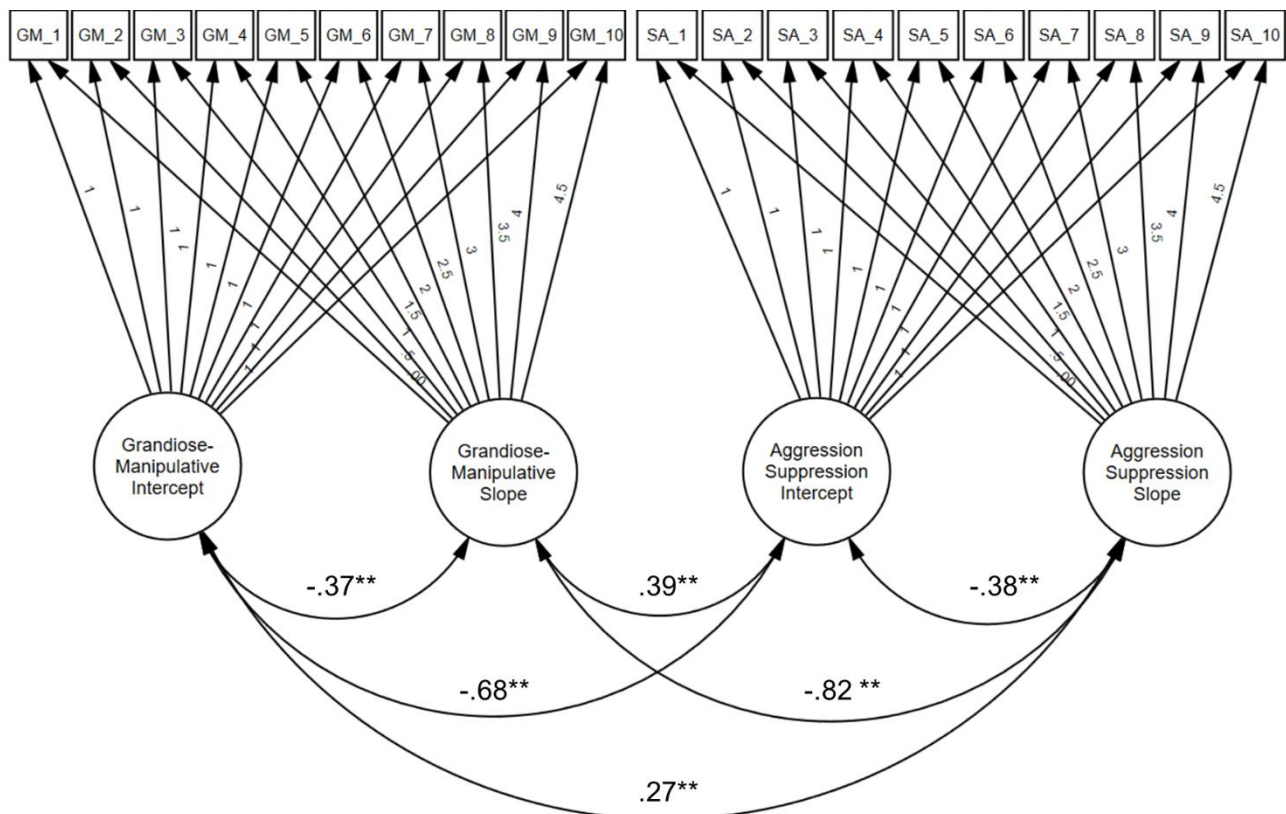 GM_1 GM_2 GM_3 GM_4 GM_5 GM_6 GM_7 GM_8 GM_9 GM_10 SA_1 SA_2 SA_3 SA_4 SA_5 SA_6 SA_7 SA_8 SA_9 SA_10
1 1 1 1 1 1 1 1 1 1
.00 .5 1 1.5 2 2.5 3 3.5 4 4.5
1 1 1 1 1 1 1 1 1 1
.00 .5 1 1.5 2 2.5 3 3.5 4 4.5
Grandiose-
Manipulative
Intercept
Grandiose-
Manipulative
Slope
Aggression
Suppression
Intercept
Aggression
Suppression
Slope
-.37**
.39**
-.38**
-.68**
-.82 **
.27**